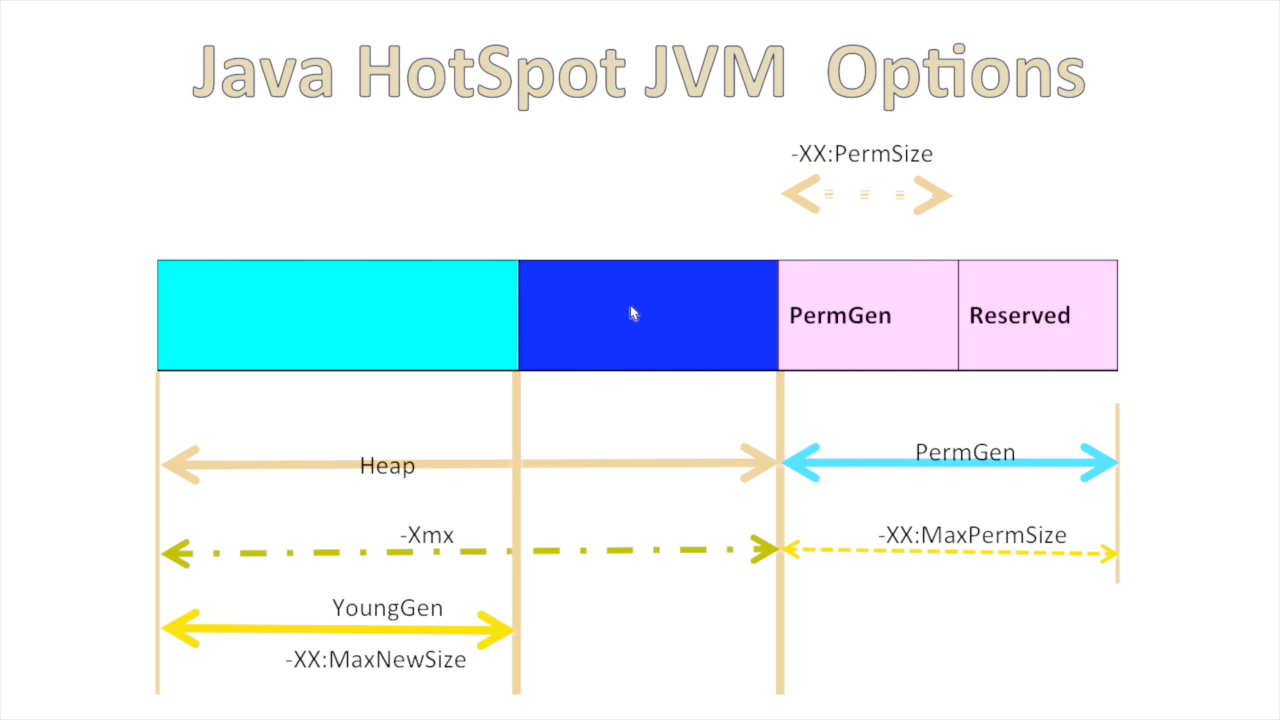 Java HotSpot JVM Options
-XX:PermSize
PermGen
Reserved
Heap
PermGen
-Xmx
-XX:MaxPermSize
YoungGen
-XX:MaxNewSize